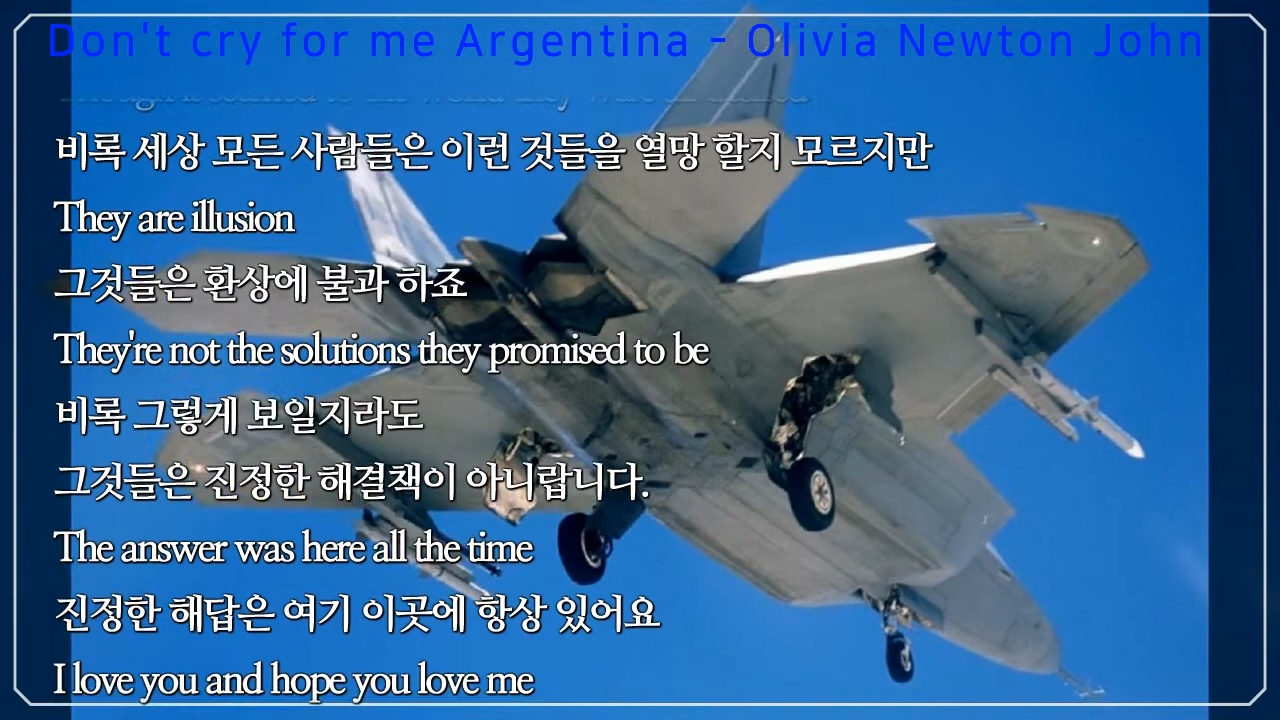 Don't cry for me Argentina - Olivia Newton John
비록 세상 모든 사람들은 이런 것들을 열망 할지 모르지만
They are illusion
그것들은 환상에 불과 하죠
They're not the solutions they promised to be
비록 그렇게 보일지라도
그것들은 진정한 해결책이 아니랍니다.
The answer was here all the time
진정한 해답은 여기 이곳에 항상 있어요
I love you and hope you love me